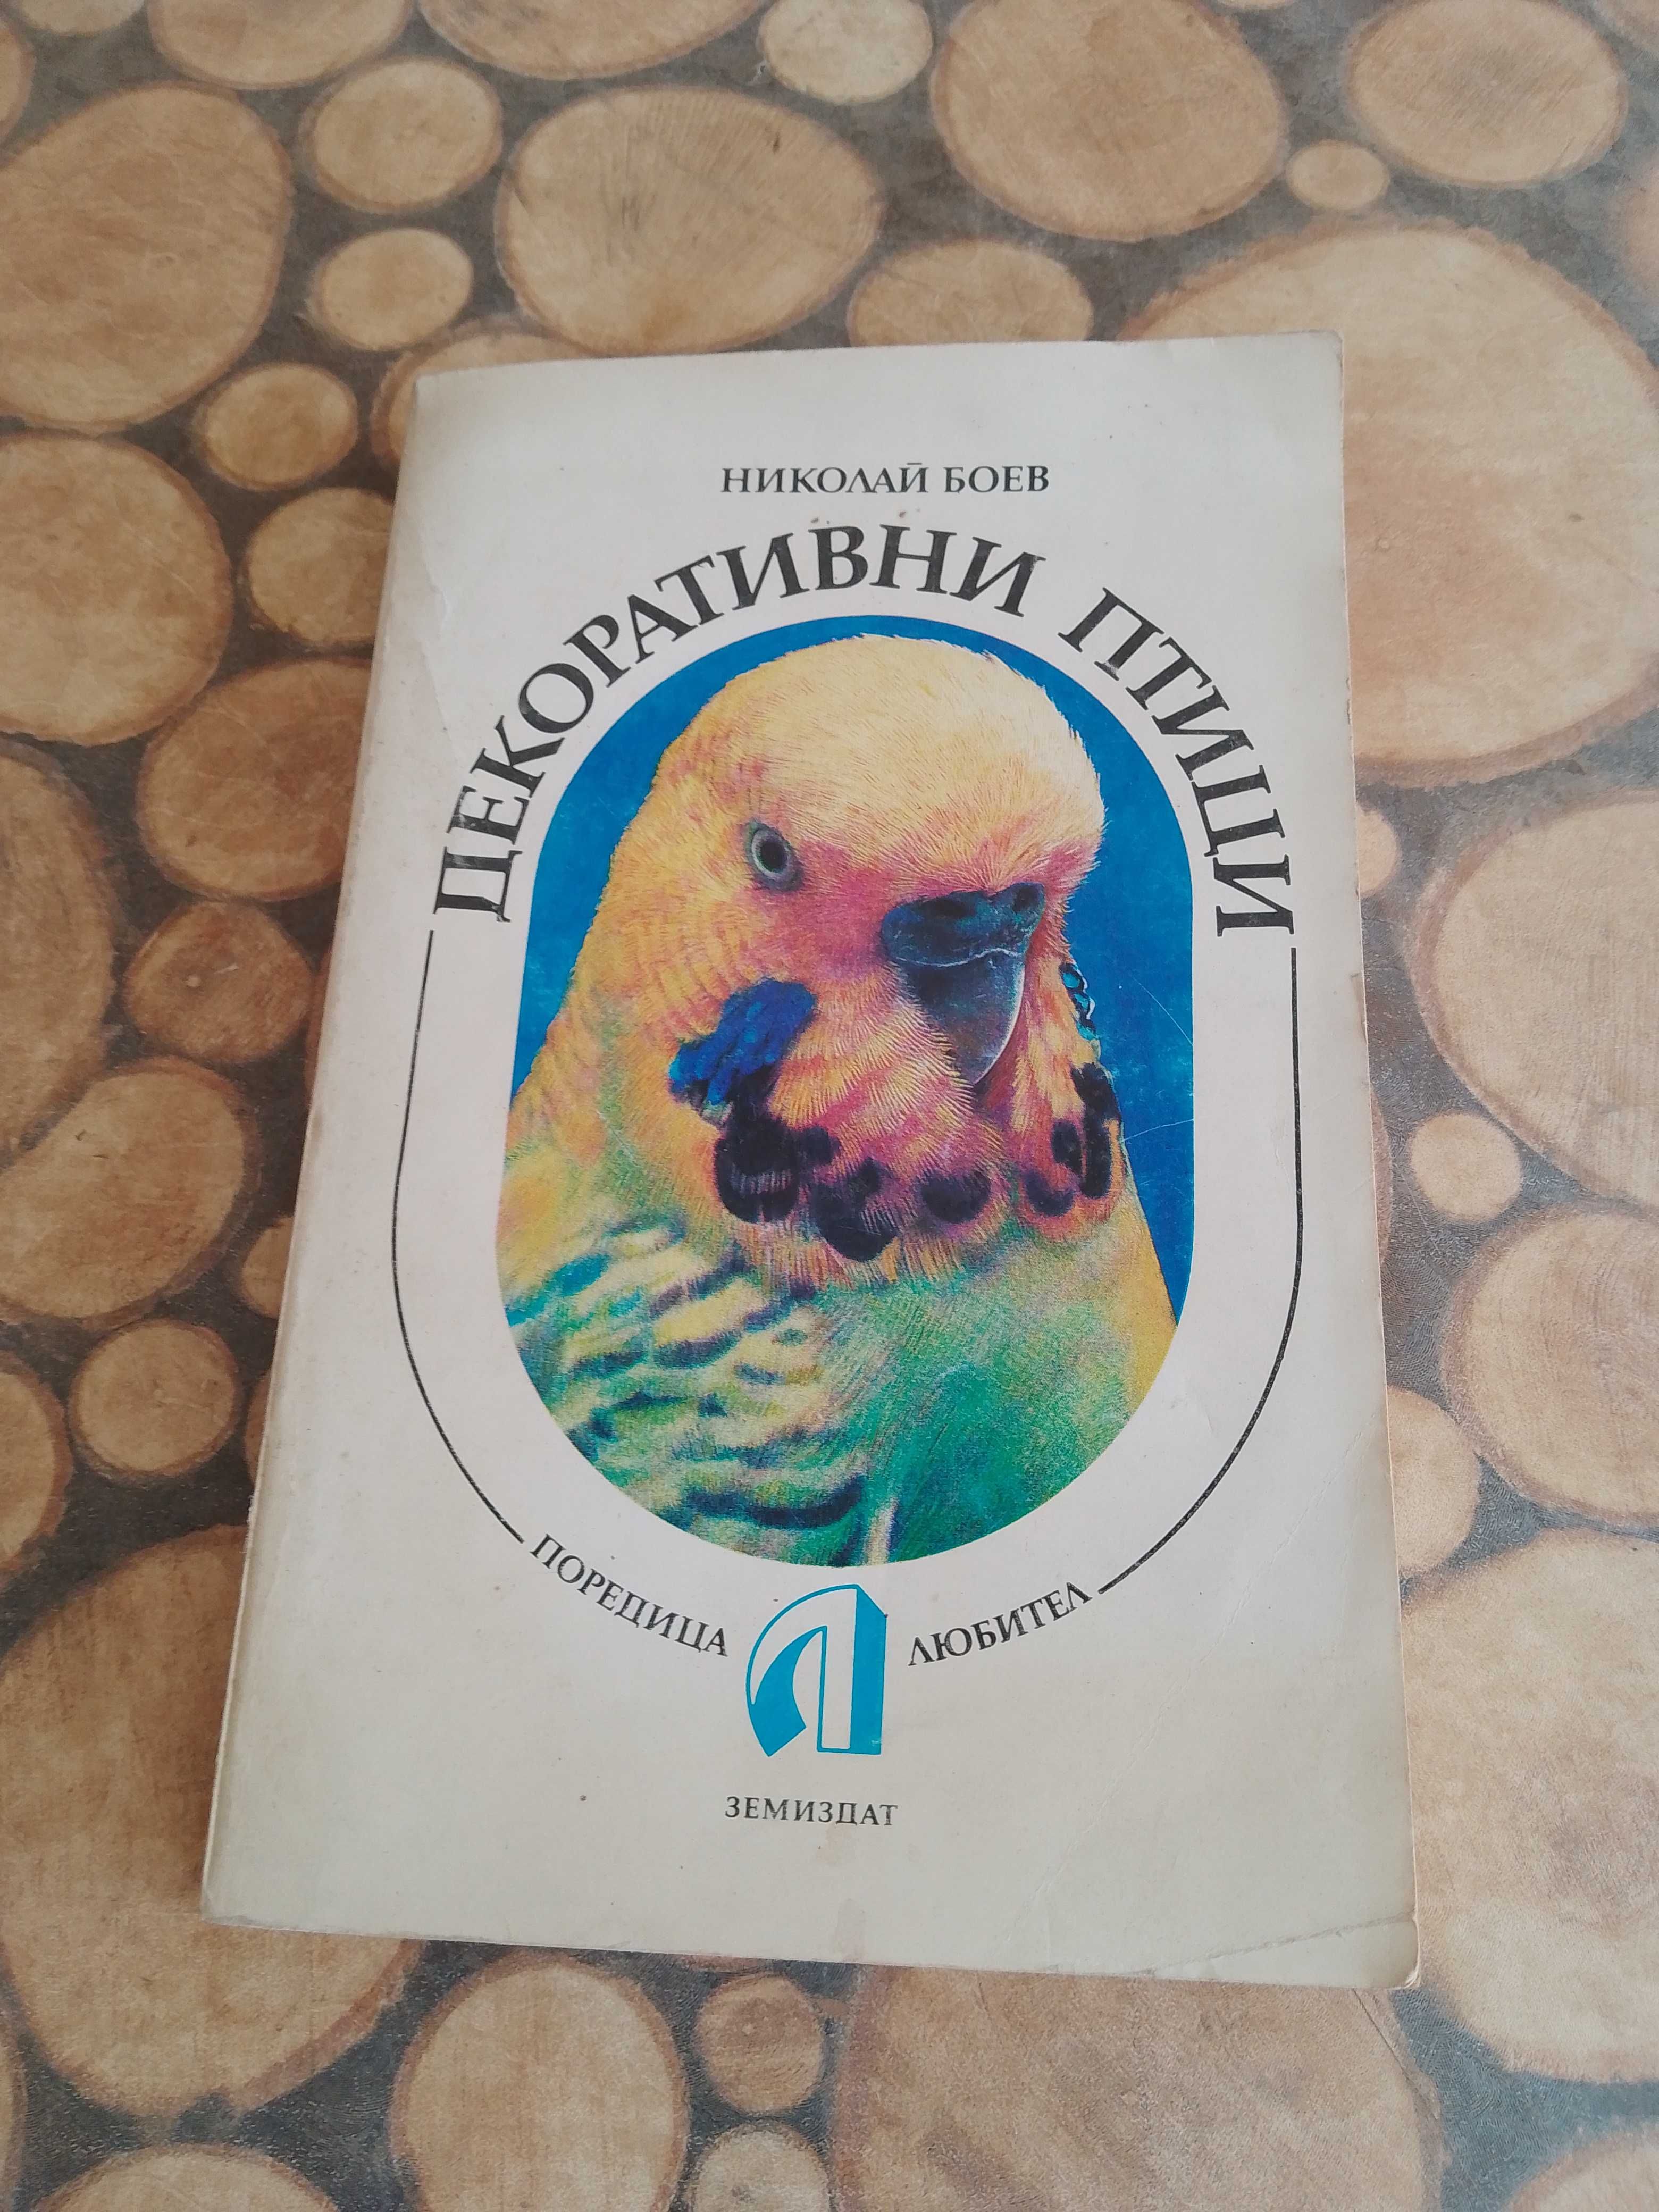 НИКОЛАЙ БОЕВ
ДЕКОРАТИВНИ ПТИЦИ
ПОРЕДИЦА Л ЛЮБИТЕЛ
ЗЕМИЗДАТ